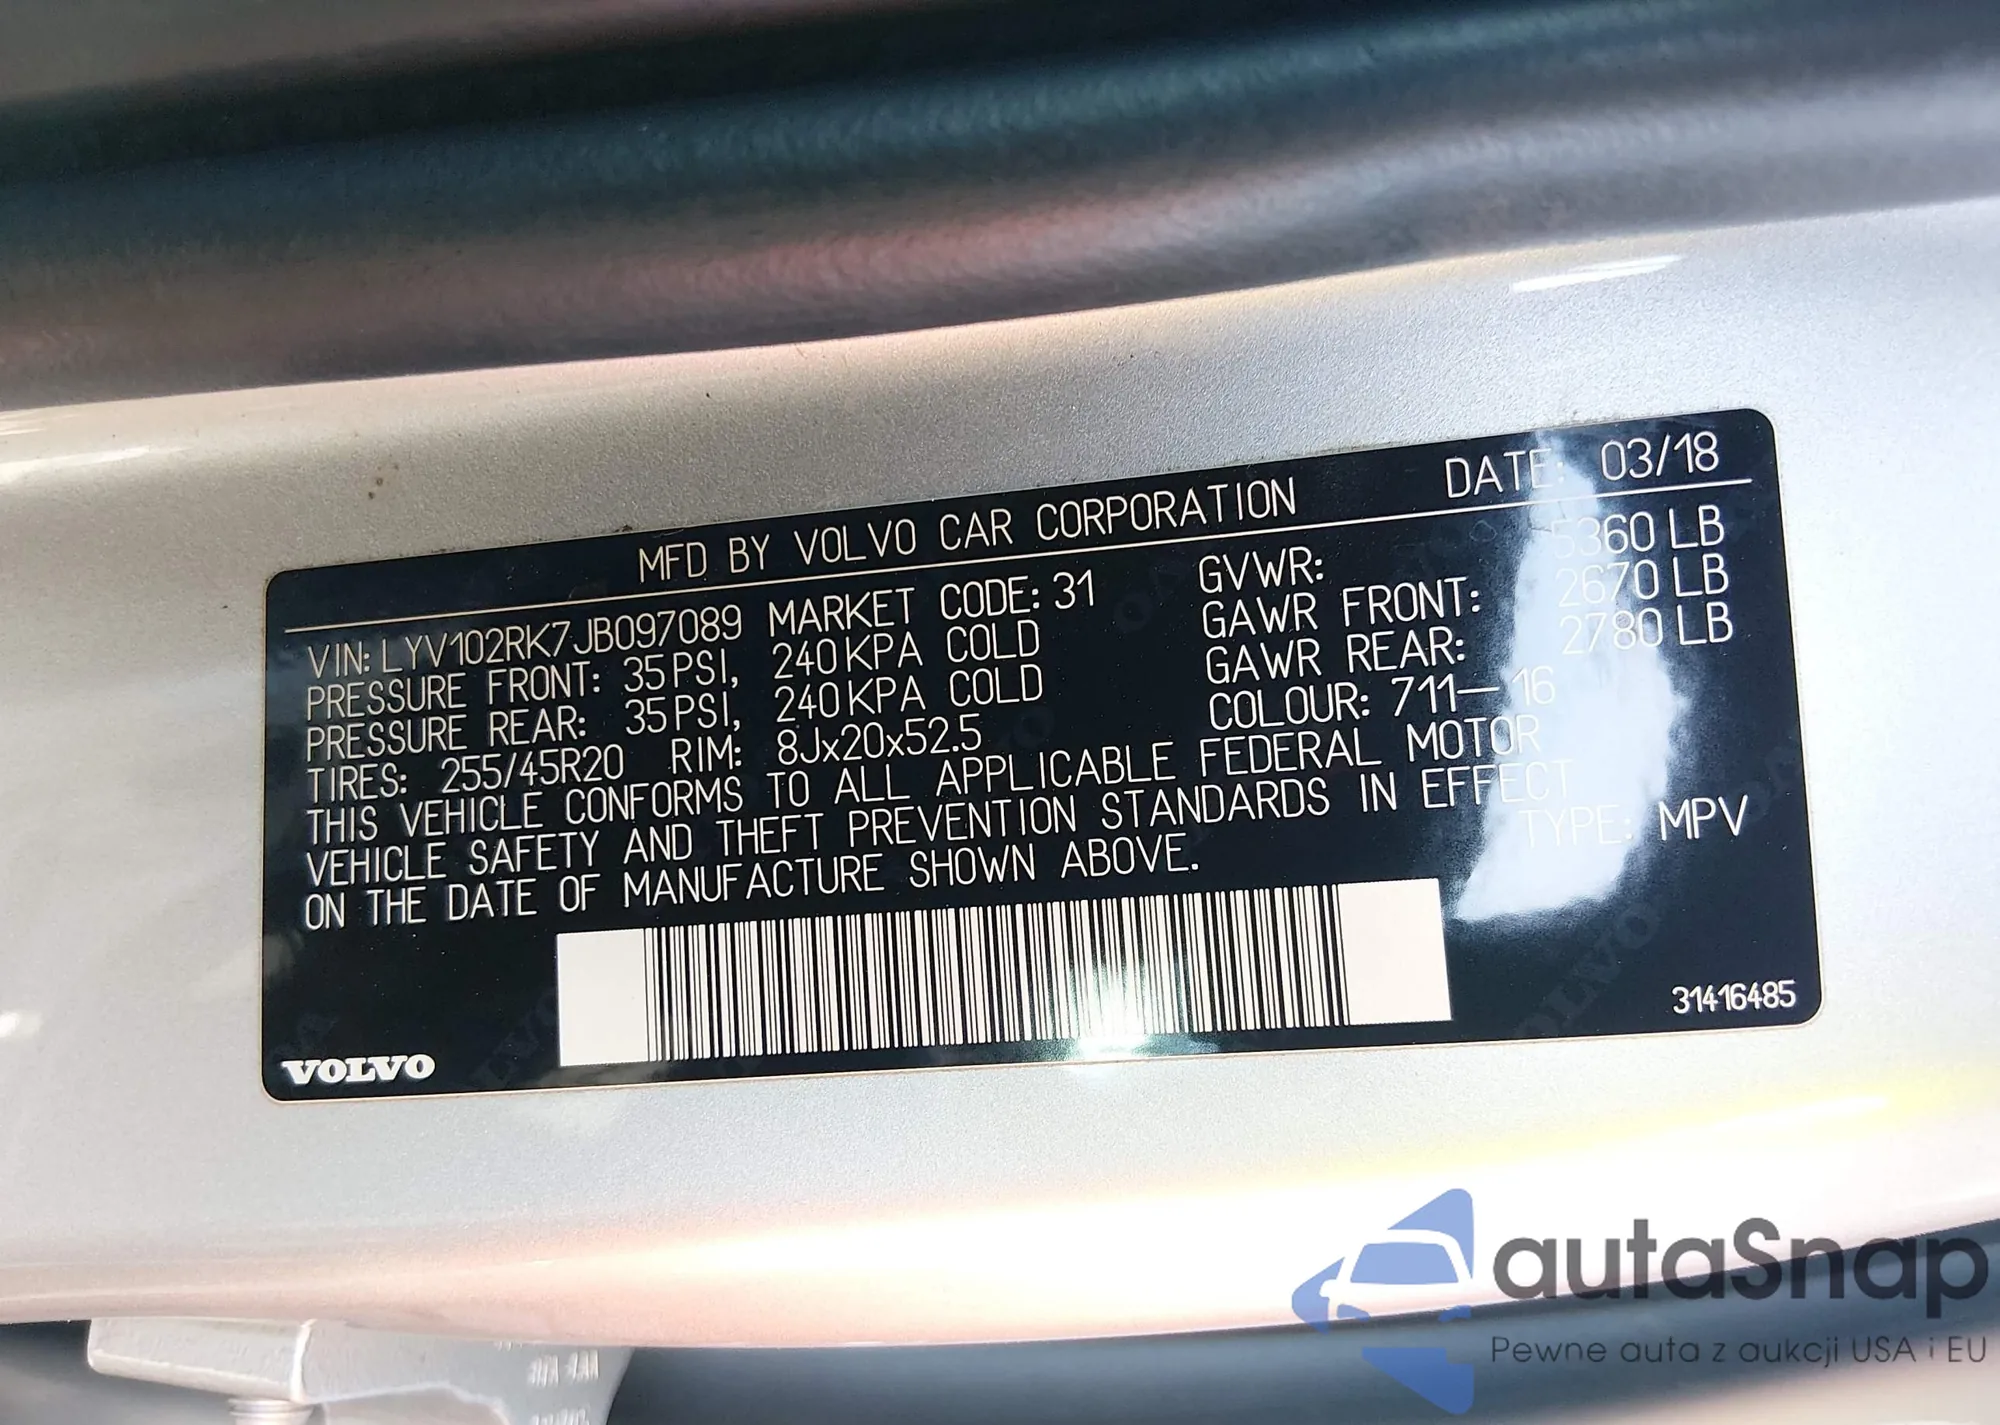 MFD BY VOLVO CAR CORPORATION DATE: 03/18
VIN: LYV102RK7JB097089 MARKET CODE: 31 GVWR: 5360 LB
PRESSURE FRONT: 35 PSI, 240 KPA COLD GAWR FRONT: 2670 LB
PRESSURE REAR: 35 PSI, 240 KPA COLD GAWR REAR: 2780 LB
TIRES: 255/45R20 RIM: 8Jx20x52.5 COLOUR: 711-16
THIS VEHICLE CONFORMS TO ALL APPLICABLE FEDERAL MOTOR
VEHICLE SAFETY AND THEFT PREVENTION STANDARDS IN EFFECT
ON THE DATE OF MANUFACTURE SHOWN ABOVE. TYPE: MPV
31416485
VOLVO
autaSnap
Pewne auta z aukcji USA i EU